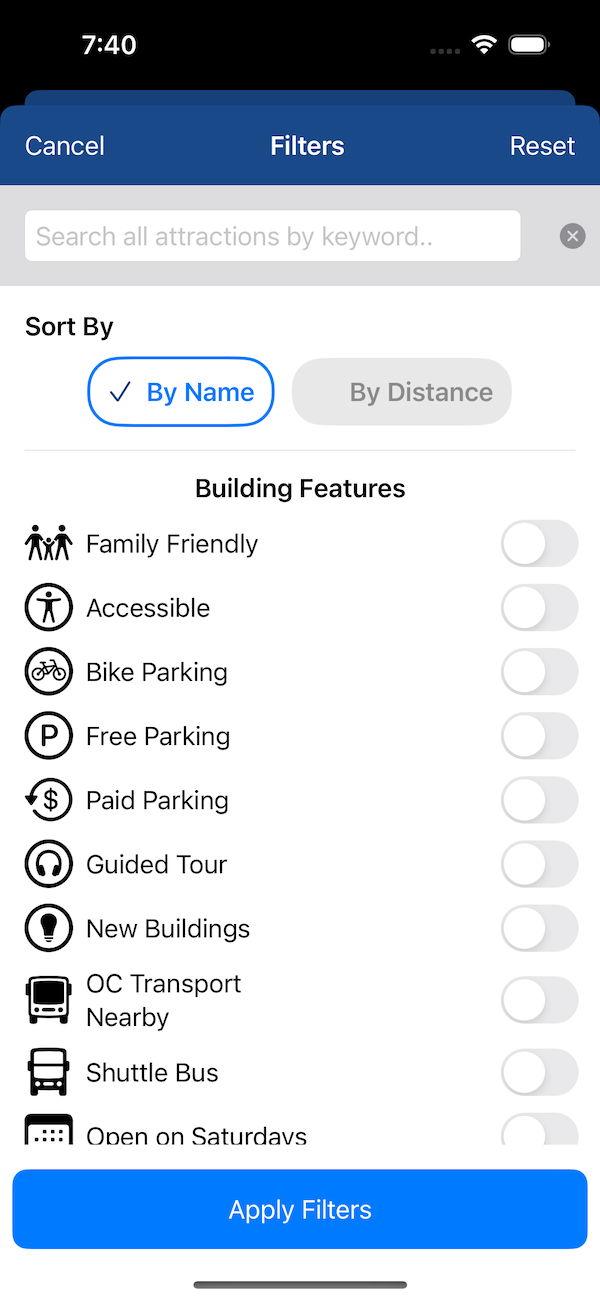 7:40
Cancel
Filters
Reset
Search all attractions by keyword..
Sort By
By Name
By Distance
Building Features
Family Friendly
Accessible
Bike Parking
P
Free Parking
$
Paid Parking
Guided Tour
New Buildings
OC Transport
Nearby
Shuttle Bus
Open on Saturdays
Apply Filters